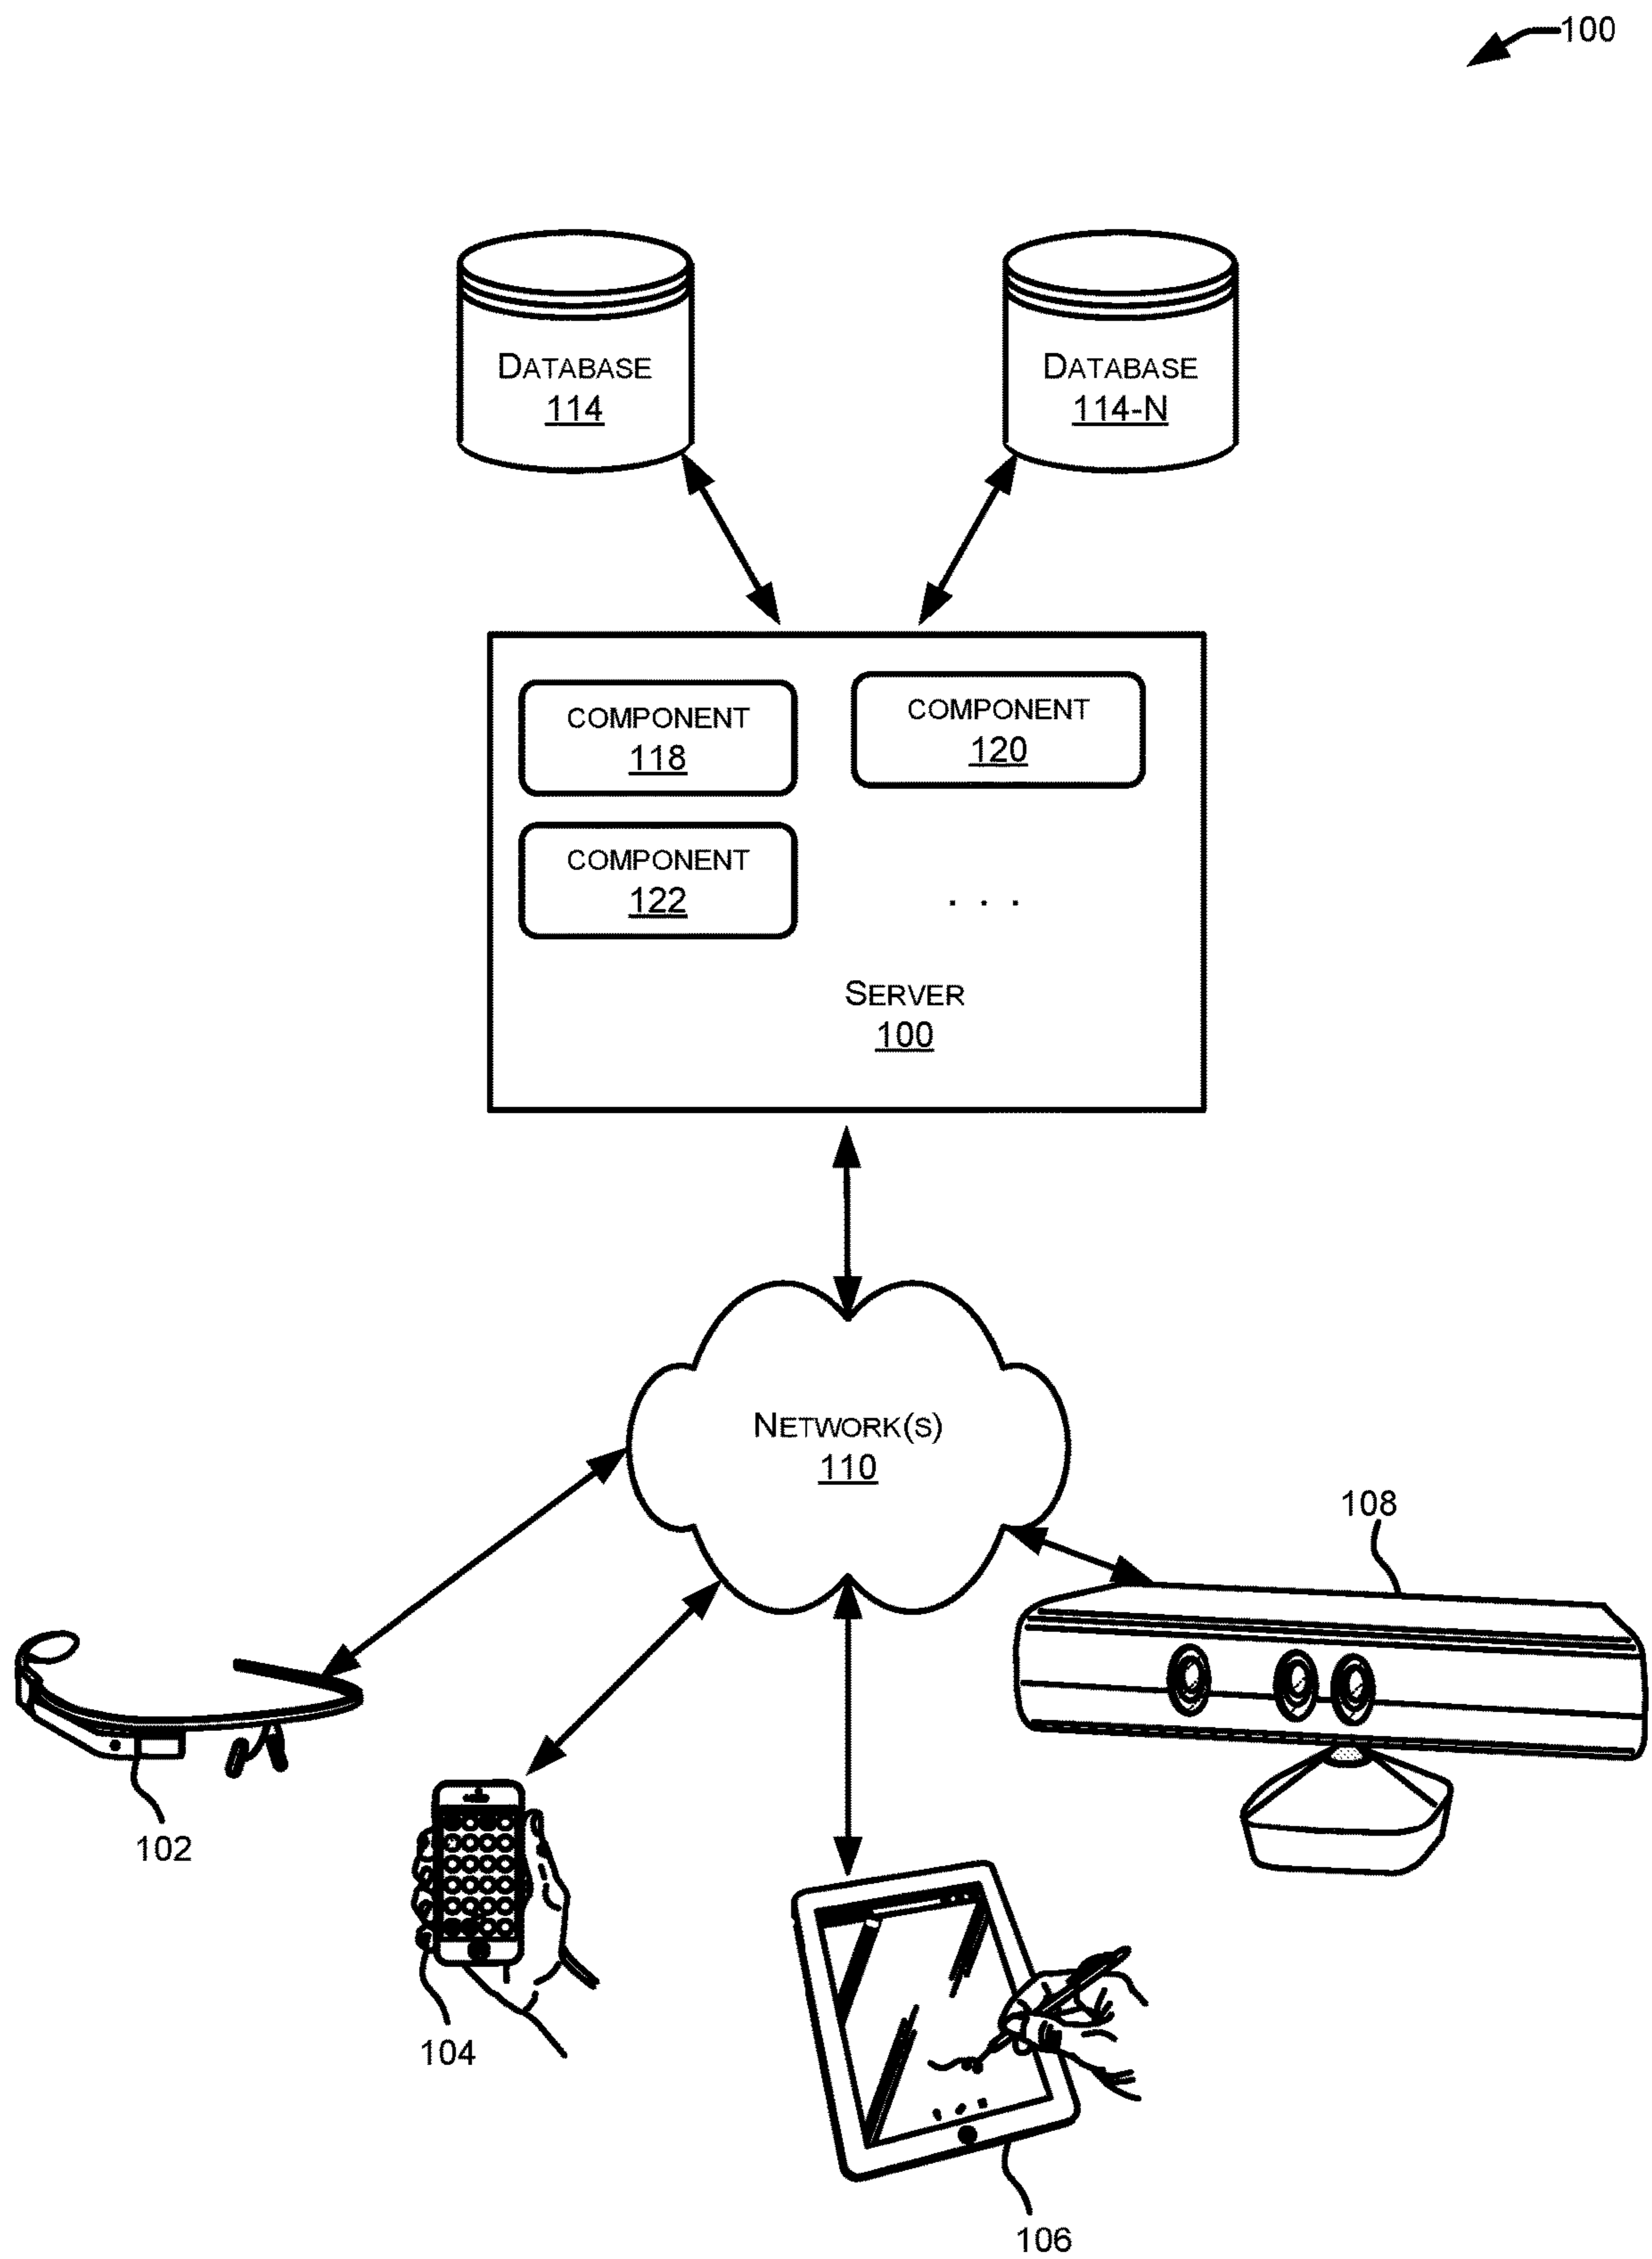 100
DATABASE
114
DATABASE
114-N
COMPONENT
118
COMPONENT
120
COMPONENT
122
. . .
SERVER
100
NETWORK(S)
110
108
102
104
106